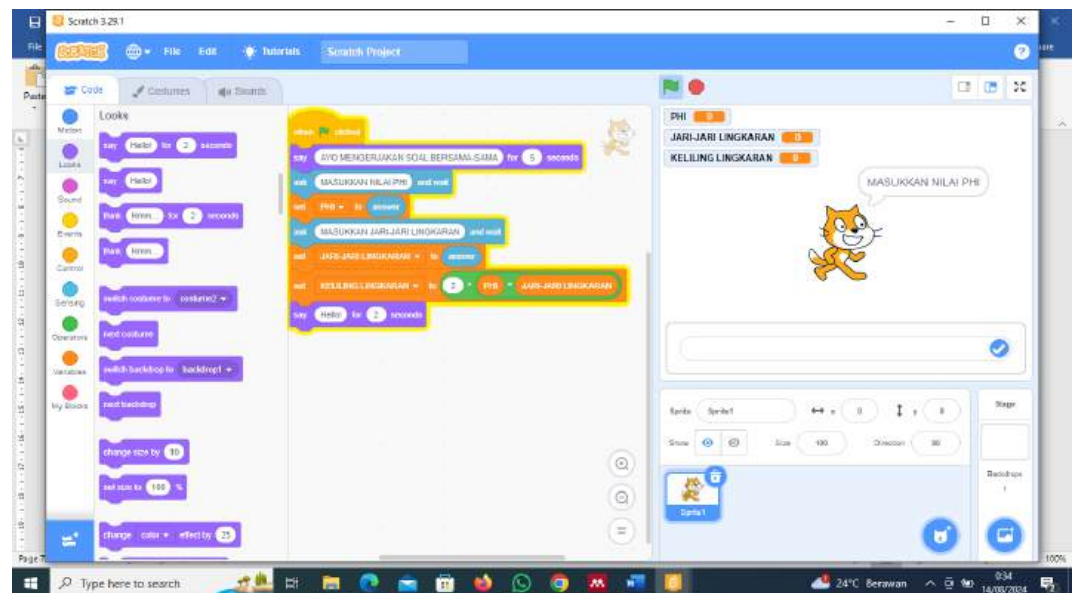 Scratch 3.29.1
File
SCRATCH File Edit Tutorials Scratch Project
Paste
Code Costumes Sounds
Motion
Looks
Sound
Events
Control
Sensing
Operators
Variables
My Blocks
Looks
say Hello! for 2 seconds
say Hello!
think Hmm... for 2 seconds
think Hmm...
switch costume to costume2
next costume
switch backdrop to backdrop1
next backdrop
change size by 10
set size to 100 %
change color effect by 25
when clicked
say AYO MENGERJAKAN SOAL BERSAMA-SAMA for 5 seconds
ask MASUKKAN NILAI PHI and wait
set PHI to answer
ask MASUKKAN JARI-JARI LINGKARAN and wait
set JARI-JARI LINGKARAN to answer
set KELILING LINGKARAN to 2 * PHI * JARI-JARI LINGKARAN
say Hello! for 2 seconds
PHI 0
JARI-JARI LINGKARAN 0
KELILING LINGKARAN 0
MASUKKAN NILAI PHI
Sprite Sprite1 x 0 y 0
Show Size 100 Direction 90
Sprite1
Stage
Backdrops
1
100%
Type here to search
24°C Berawan
0:34
14/08/2024